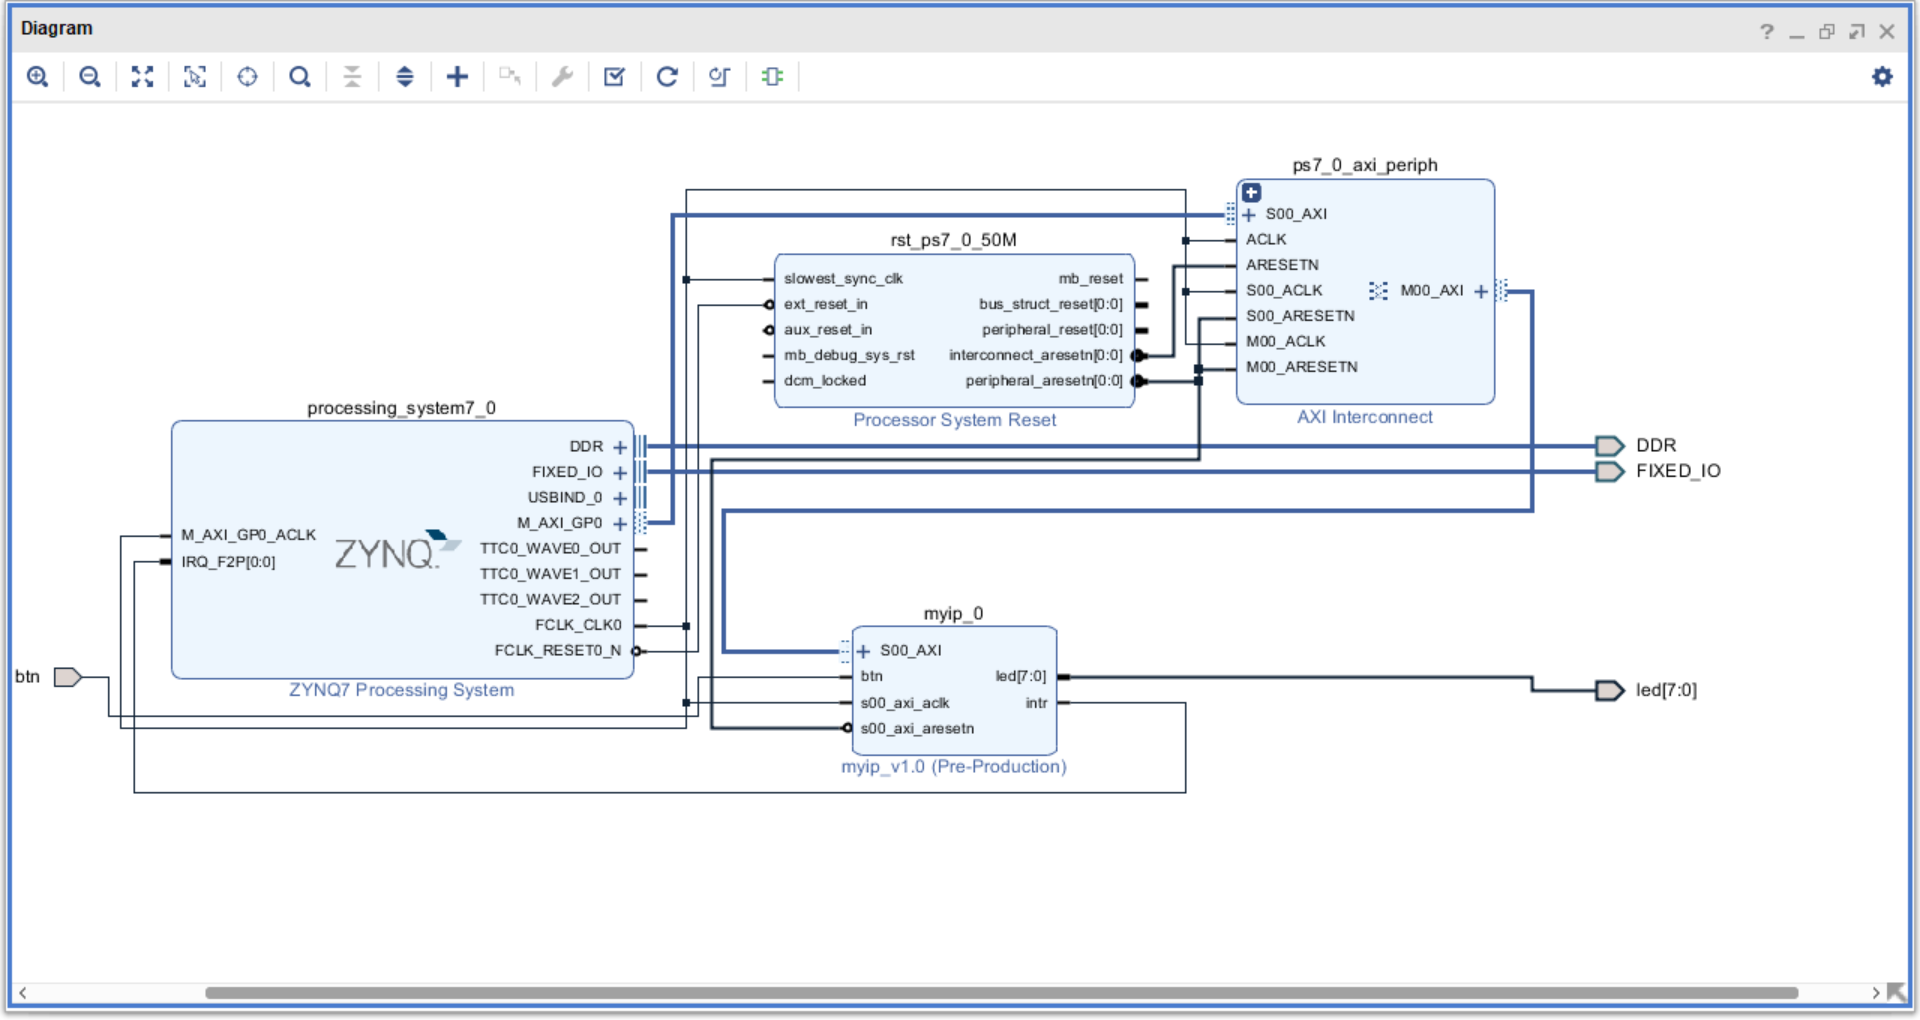 Diagram
ps7_0_axi_periph
S00_AXI
ACLK
ARESETN
S00_ACLK
S00_ARESETN
M00_ACLK
M00_ARESETN
M00_AXI
AXI Interconnect
rst_ps7_0_50M
slowest_sync_clk
ext_reset_in
aux_reset_in
mb_debug_sys_rst
dcm_locked
mb_reset
bus_struct_reset[0:0]
peripheral_reset[0:0]
interconnect_aresetn[0:0]
peripheral_aresetn[0:0]
Processor System Reset
processing_system7_0
M_AXI_GP0_ACLK
IRQ_F2P[0:0]
ZYNQ
DDR
FIXED_IO
USBIND_0
M_AXI_GP0
TTC0_WAVE0_OUT
TTC0_WAVE1_OUT
TTC0_WAVE2_OUT
FCLK_CLK0
FCLK_RESET0_N
ZYNQ7 Processing System
DDR
FIXED_IO
btn
myip_0
S00_AXI
btn
s00_axi_aclk
s00_axi_aresetn
led[7:0]
intr
myip_v1.0 (Pre-Production)
led[7:0]